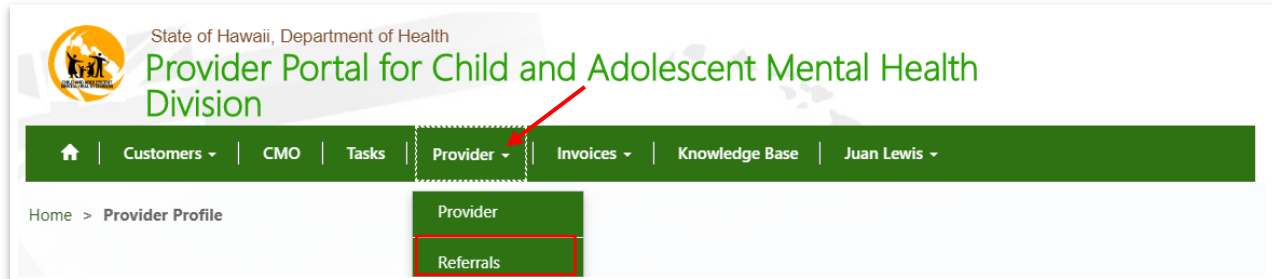 State of Hawaii, Department of Health
Provider Portal for Child and Adolescent Mental Health
Division
Customers
CMO
Tasks
Provider
Invoices
Knowledge Base
Juan Lewis
Home > Provider Profile
Provider
Referrals